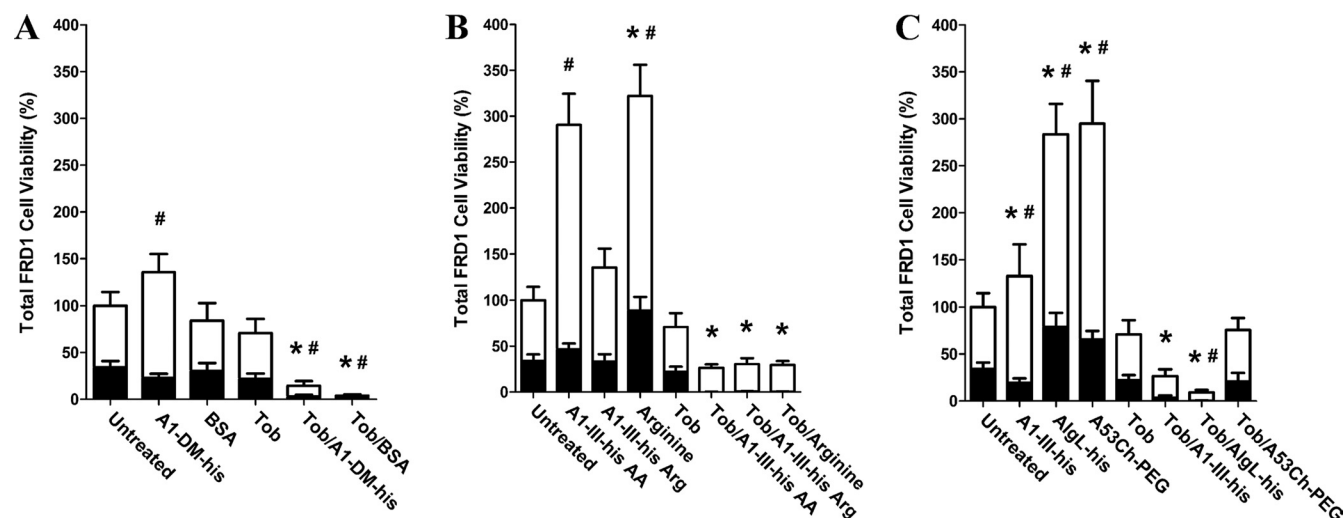 A
Total FRD1 Cell Viability (%)
400
350
300
250
200
150
100
50
0
#
* #
* #
Untreated
A1-DM-his
BSA
Tob
Tob/A1-DM-his
Tob/BSA
B
Total FRD1 Cell Viability (%)
400
350
300
250
200
150
100
50
0
#
* #
*
*
*
Untreated
A1-III-his AA
A1-III-his Arg
Arginine
Tob
Tob/A1-III-his AA
Tob/A1-III-his Arg
Tob/Arginine
C
Total FRD1 Cell Viability (%)
400
350
300
250
200
150
100
50
0
* #
* #
* #
*
* #
Untreated
A1-III-his
AlgL-his
A53Ch-PEG
Tob
Tob/A1-III-his
Tob/AlgL-his
Tob/A53Ch-PEG